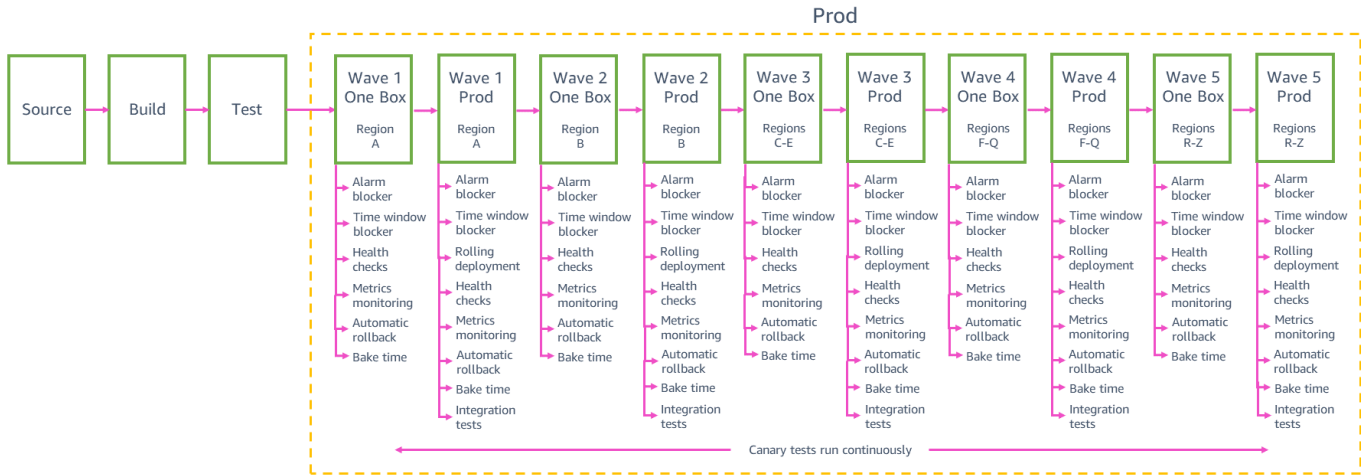 Prod
Source
Build
Test
Wave 1
One Box
Region
A
Alarm
blocker
Time window
blocker
Health
checks
Metrics
monitoring
Automatic
rollback
Bake time
Wave 1
Prod
Region
A
Alarm
blocker
Time window
blocker
Rolling
deployment
Health
checks
Metrics
monitoring
Automatic
rollback
Bake time
Integration
tests
Wave 2
One Box
Region
B
Alarm
blocker
Time window
blocker
Health
checks
Metrics
monitoring
Automatic
rollback
Bake time
Wave 2
Prod
Region
B
Alarm
blocker
Time window
blocker
Rolling
deployment
Health
checks
Metrics
monitoring
Automatic
rollback
Bake time
Integration
tests
Wave 3
One Box
Regions
C-E
Alarm
blocker
Time window
blocker
Health
checks
Metrics
monitoring
Automatic
rollback
Bake time
Wave 3
Prod
Regions
C-E
Alarm
blocker
Time window
blocker
Rolling
deployment
Health
checks
Metrics
monitoring
Automatic
rollback
Bake time
Integration
tests
Wave 4
One Box
Regions
F-Q
Alarm
blocker
Time window
blocker
Health
checks
Metrics
monitoring
Automatic
rollback
Bake time
Wave 4
Prod
Regions
F-Q
Alarm
blocker
Time window
blocker
Rolling
deployment
Health
checks
Metrics
monitoring
Automatic
rollback
Bake time
Integration
tests
Wave 5
One Box
Regions
R-Z
Alarm
blocker
Time window
blocker
Health
checks
Metrics
monitoring
Automatic
rollback
Bake time
Wave 5
Prod
Regions
R-Z
Alarm
blocker
Time window
blocker
Rolling
deployment
Health
checks
Metrics
monitoring
Automatic
rollback
Bake time
Integration
tests
Canary tests run continuously